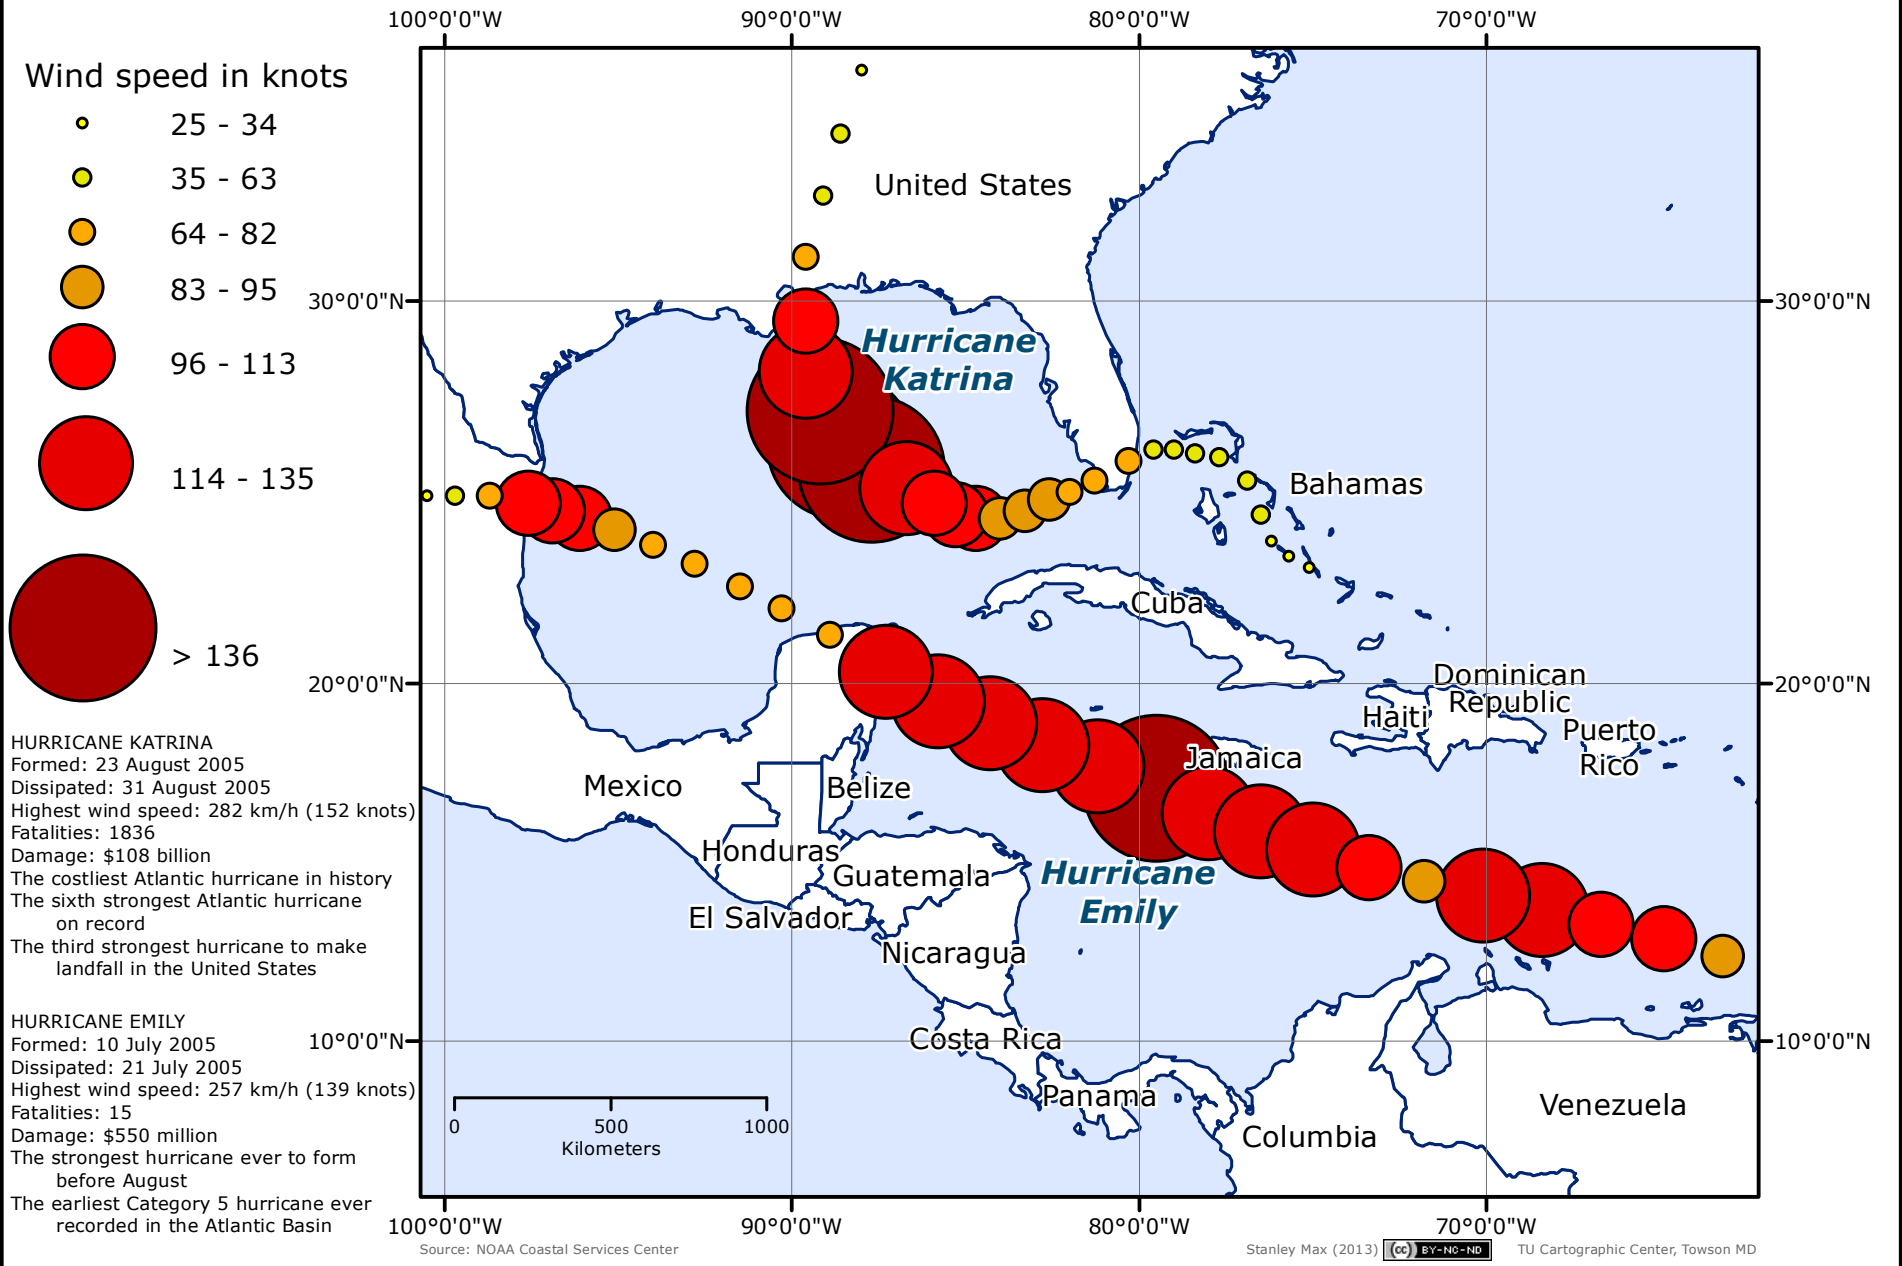 100°0'0"W 90°0'0"W 80°0'0"W 70°0'0"W
Wind speed in knots
25 - 34
35 - 63
64 - 82
83 - 95
96 - 113
114 - 135
> 136
HURRICANE KATRINA
Formed: 23 August 2005
Dissipated: 31 August 2005
Highest wind speed: 282 km/h (152 knots)
Fatalities: 1836
Damage: $108 billion
The costliest Atlantic hurricane in history
The sixth strongest Atlantic hurricane
on record
The third strongest hurricane to make
landfall in the United States
HURRICANE EMILY
Formed: 10 July 2005
Dissipated: 21 July 2005
Highest wind speed: 257 km/h (139 knots)
Fatalities: 15
Damage: $550 million
The strongest hurricane ever to form
before August
The earliest Category 5 hurricane ever
recorded in the Atlantic Basin
United States
30°0'0"N 30°0'0"N
Hurricane
Katrina
Bahamas
Cuba
20°0'0"N 20°0'0"N
Dominican
Republic
Haiti
Puerto
Rico
Jamaica
Mexico
Belize
Honduras
Guatemala
Hurricane
Emily
El Salvador
Nicaragua
10°0'0"N 10°0'0"N
Costa Rica
Panama
Venezuela
Columbia
0 500 1000
Kilometers
100°0'0"W 90°0'0"W 80°0'0"W 70°0'0"W
Source: NOAA Coastal Services Center
Stanley Max (2013) cc BY-NC-ND TU Cartographic Center, Towson MD